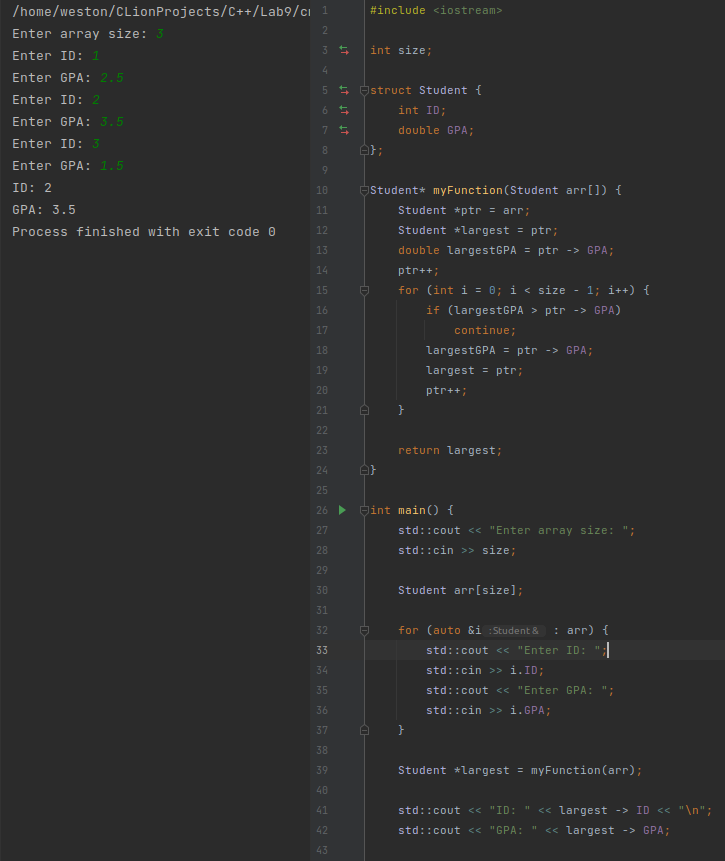 /home/weston/CLionProjects/C++/Lab9/c
Enter array size: 3
Enter ID: 1
Enter GPA: 2.5
Enter ID: 2
Enter GPA: 3.5
Enter ID: 3
Enter GPA: 1.5
ID: 2
GPA: 3.5
Process finished with exit code 0
1 #include <iostream>
2
3 int size;
4
5 struct Student {
6 int ID;
7 double GPA;
8 };
9
10 Student* myFunction(Student arr[]) {
11 Student *ptr = arr;
12 Student *largest = ptr;
13 double largestGPA = ptr -> GPA;
14 ptr++;
15 for (int i = 0; i < size - 1; i++) {
16 if (largestGPA > ptr -> GPA)
17 continue;
18 largestGPA = ptr -> GPA;
19 largest = ptr;
20 ptr++;
21 }
22
23 return largest;
24 }
25
26 int main() {
27 std::cout << "Enter array size: ";
28 std::cin >> size;
29
30 Student arr[size];
31
32 for (auto &i :Student& : arr) {
33 std::cout << "Enter ID: ";
34 std::cin >> i.ID;
35 std::cout << "Enter GPA: ";
36 std::cin >> i.GPA;
37 }
38
39 Student *largest = myFunction(arr);
40
41 std::cout << "ID: " << largest -> ID << "\n";
42 std::cout << "GPA: " << largest -> GPA;
43